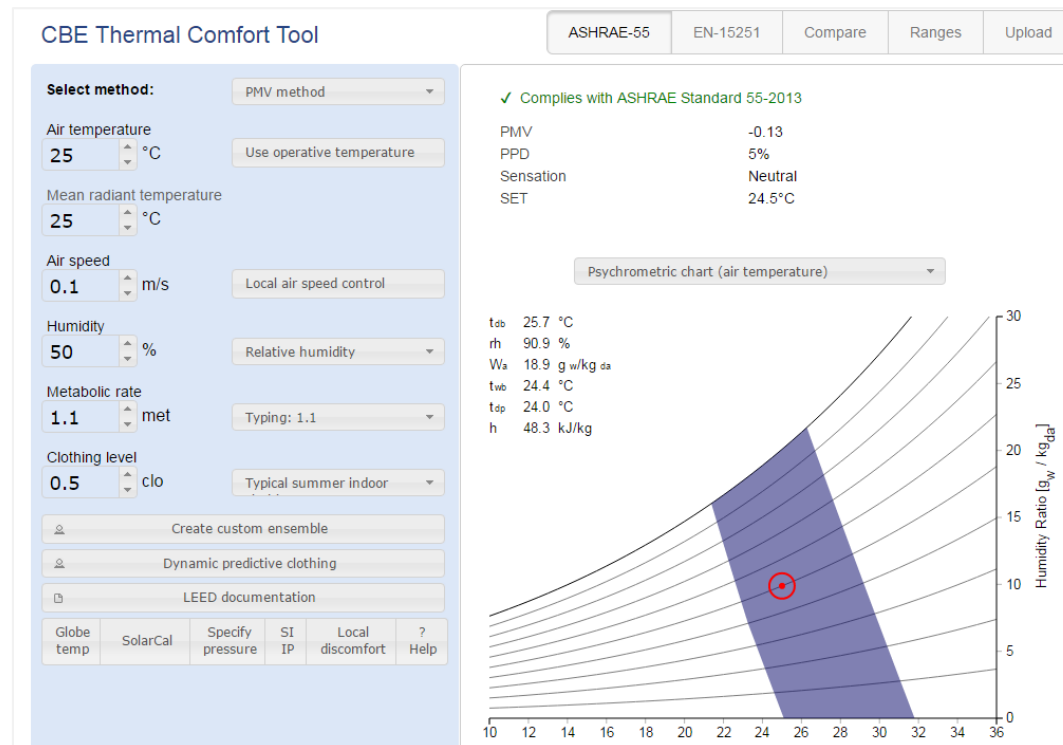 CBE Thermal Comfort Tool
ASHRAE-55
EN-15251
Compare
Ranges
Upload
Select method:
PMV method
Air temperature
25 °C
Use operative temperature
Mean radiant temperature
25 °C
Air speed
0.1 m/s
Local air speed control
Humidity
50 %
Relative humidity
Metabolic rate
1.1 met
Typing: 1.1
Clothing level
0.5 clo
Typical summer indoor
Create custom ensemble
Dynamic predictive clothing
LEED documentation
Globe temp
SolarCal
Specify pressure
SI IP
Local discomfort
? Help
✓ Complies with ASHRAE Standard 55-2013
PMV -0.13
PPD 5%
Sensation Neutral
SET 24.5°C
Psychrometric chart (air temperature)
tdb 25.7 °C
rh 90.9 %
Wa 18.9 g w/kg da
twb 24.4 °C
tdp 24.0 °C
h 48.3 kJ/kg
30
25
20
15
10
5
0
Humidity Ratio [gw / kgda]
10 12 14 16 18 20 22 24 26 28 30 32 34 36